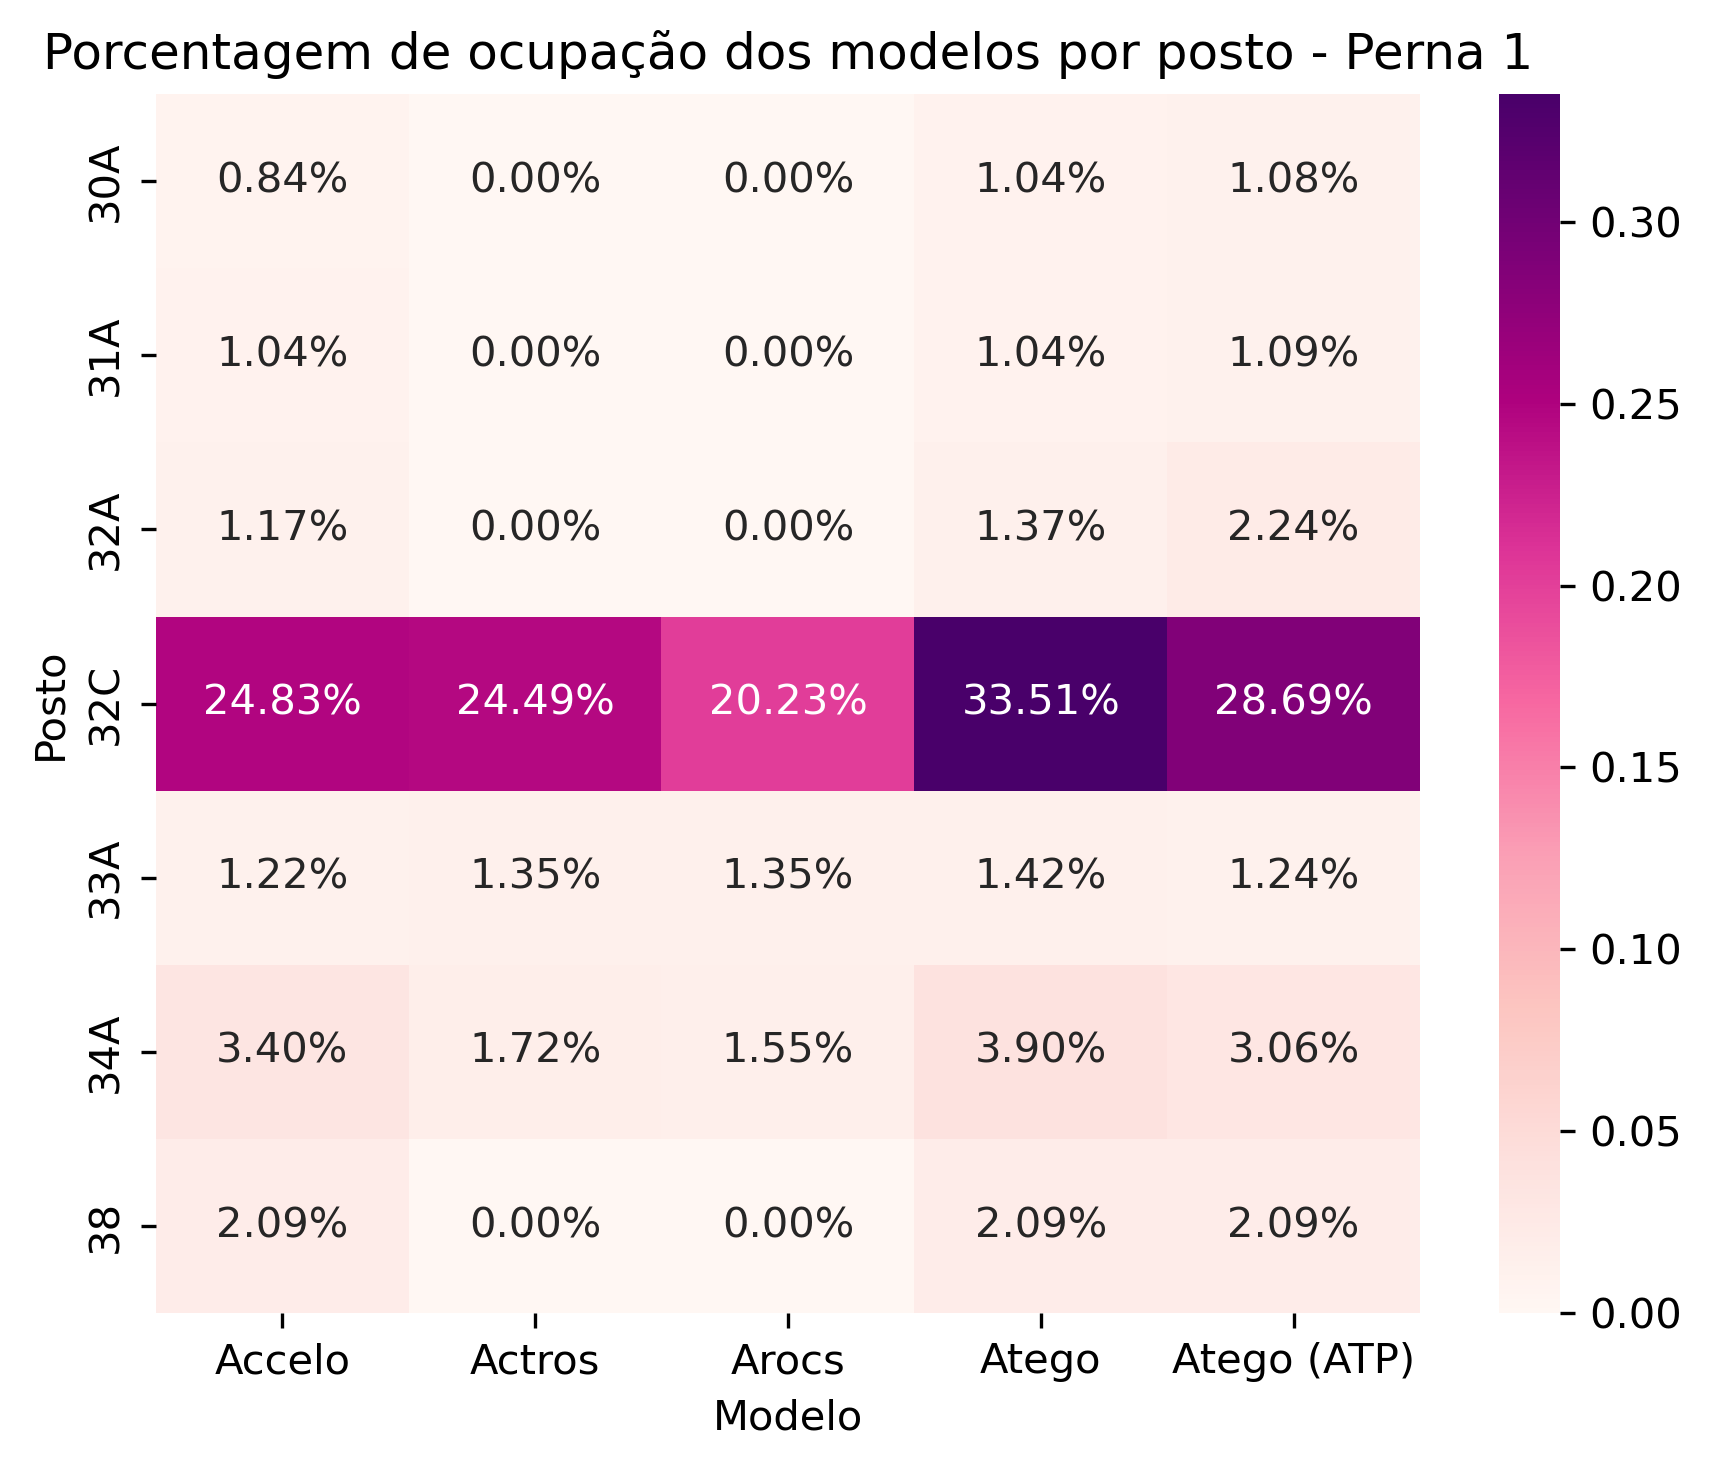 Porcentagem de ocupação dos modelos por posto - Perna 1
Posto
30A 0.84% 0.00% 0.00% 1.04% 1.08%
31A 1.04% 0.00% 0.00% 1.04% 1.09%
32A 1.17% 0.00% 0.00% 1.37% 2.24%
32C 24.83% 24.49% 20.23% 33.51% 28.69%
33A 1.22% 1.35% 1.35% 1.42% 1.24%
34A 3.40% 1.72% 1.55% 3.90% 3.06%
38 2.09% 0.00% 0.00% 2.09% 2.09%
Accelo Actros Arocs Atego Atego (ATP)
Modelo
0.30
0.25
0.20
0.15
0.10
0.05
0.00